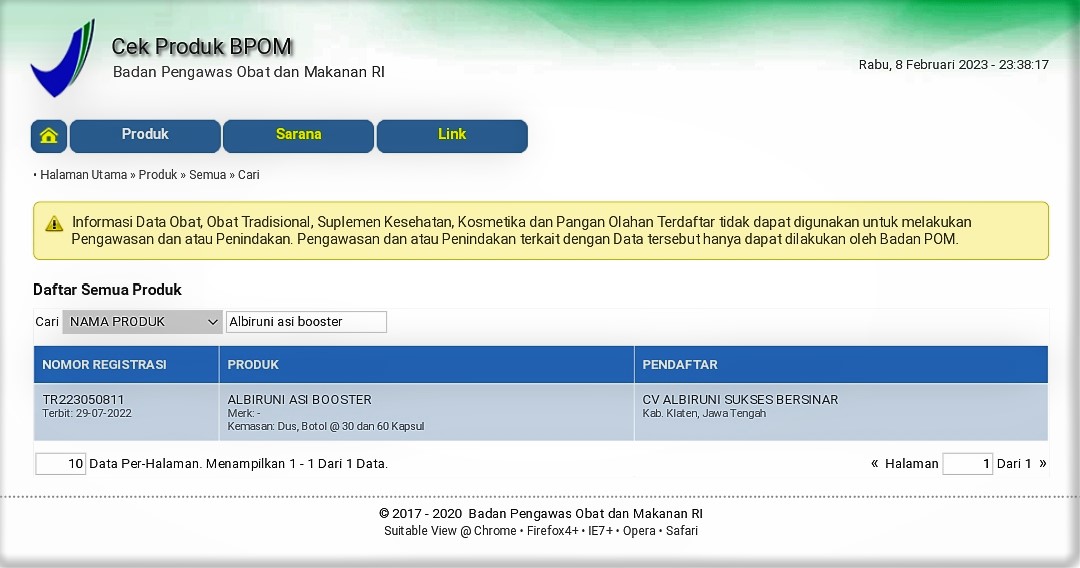 Cek Produk BPOM
Badan Pengawas Obat dan Makanan RI
Rabu, 8 Februari 2023 - 23:38:17
Produk
Sarana
Link
• Halaman Utama » Produk » Semua » Cari
Informasi Data Obat, Obat Tradisional, Suplemen Kesehatan, Kosmetika dan Pangan Olahan Terdaftar tidak dapat digunakan untuk melakukan
Pengawasan dan atau Penindakan. Pengawasan dan atau Penindakan terkait dengan Data tersebut hanya dapat dilakukan oleh Badan POM.
Daftar Semua Produk
Cari NAMA PRODUK Albiruni asi booster
NOMOR REGISTRASI PRODUK PENDAFTAR
TR223050811 ALBIRUNI ASI BOOSTER CV ALBIRUNI SUKSES BERSINAR
Terbit: 29-07-2022 Merk: - Kab. Klaten, Jawa Tengah
Kemasan: Dus, Botol @ 30 dan 60 Kapsul
10 Data Per-Halaman. Menampilkan 1 - 1 Dari 1 Data. « Halaman 1 Dari 1 »
© 2017 - 2020 Badan Pengawas Obat dan Makanan RI
Suitable View @ Chrome • Firefox4+ • IE7+ • Opera • Safari